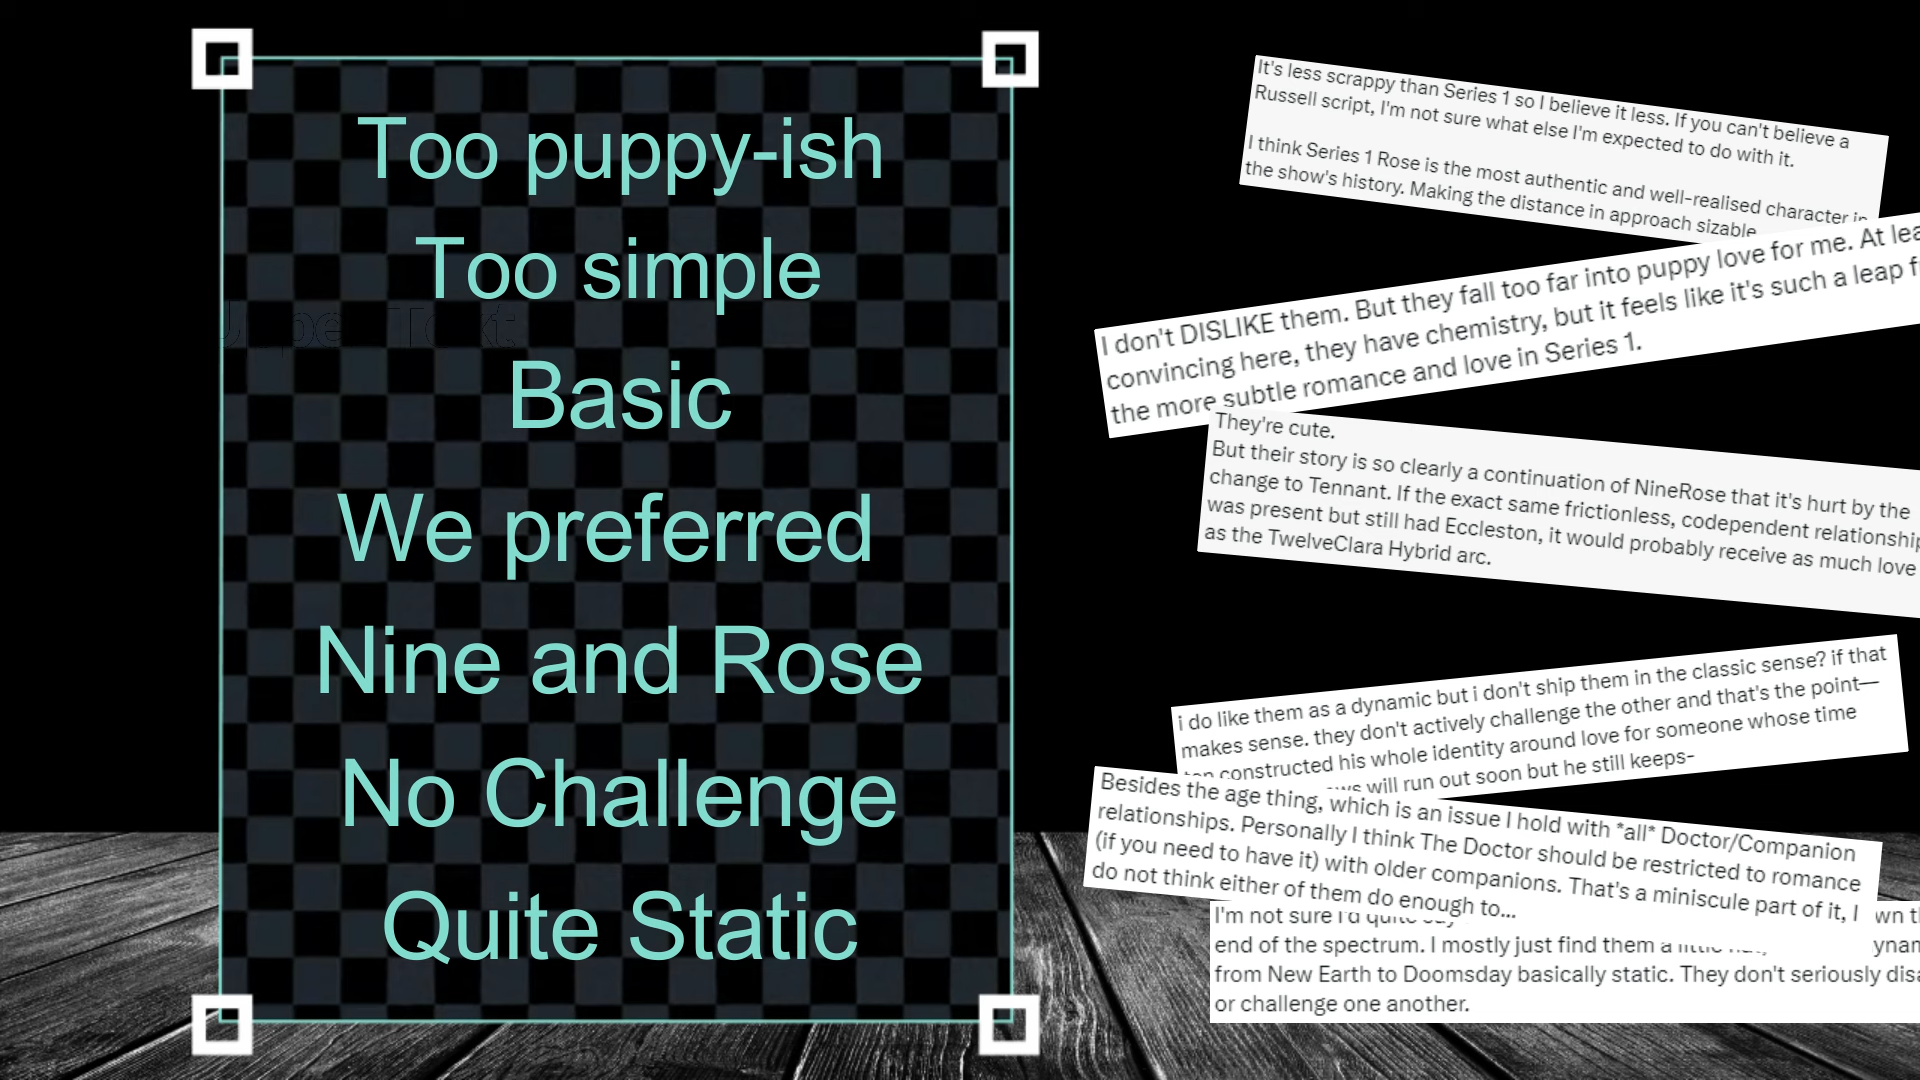 Too puppy-ish
Too simple
Basic
We preferred
Nine and Rose
No Challenge
Quite Static
It's less scrappy than Series 1 so I believe it less. If you can't believe a
Russell script, I'm not sure what else I'm expected to do with it.
I think Series 1 Rose is the most authentic and well-realised character in
the show's history. Making the distance in approach sizable
I don't DISLIKE them. But they fall too far into puppy love for me. At
convincing here, they have chemistry, but it feels like it's such a leap
the more subtle romance and love in Series 1.
They're cute.
But their story is so clearly a continuation of NineRose that it's hurt by the
change to Tennant. If the exact same frictionless, codependent relationship
was present but still had Eccleston, it would probably receive as much love
as the TwelveClara Hybrid arc.
i do like them as a dynamic but i don't ship them in the classic sense? if that
makes sense. they don't actively challenge the other and that's the point—
ten constructed his whole identity around love for someone whose time
will run out soon but he still keeps-
Besides the age thing, which is an issue I hold with *all* Doctor/Companion
relationships. Personally I think The Doctor should be restricted to romance
(if you need to have it) with older companions. That's a miniscule part of it, I
do not think either of them do enough to...
I'm not sure I'd quite say
end of the spectrum. I mostly just find them a little
from New Earth to Doomsday basically static. They don't seriously
or challenge one another.